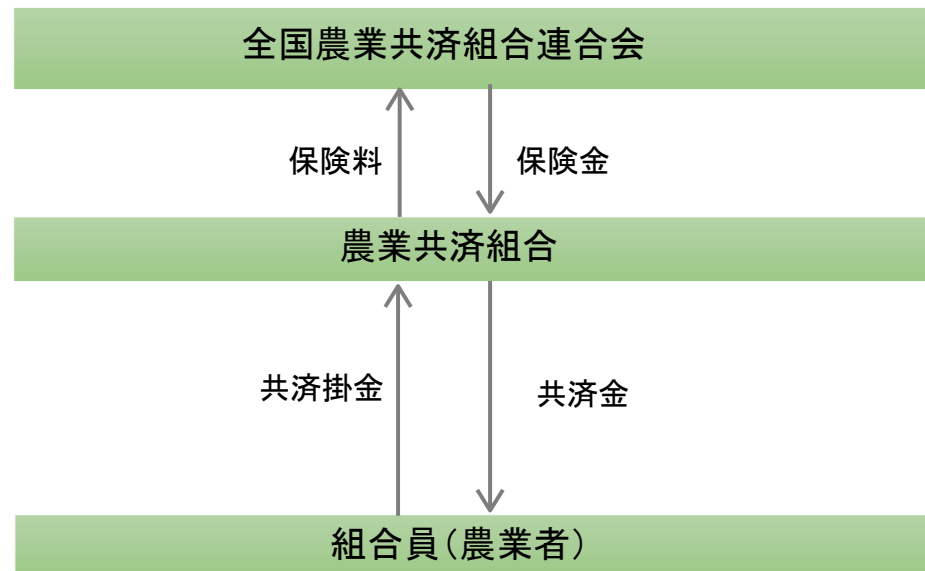 全国農業共済組合連合会
保険料
保険金
農業共済組合
共済掛金
共済金
組合員（農業者）